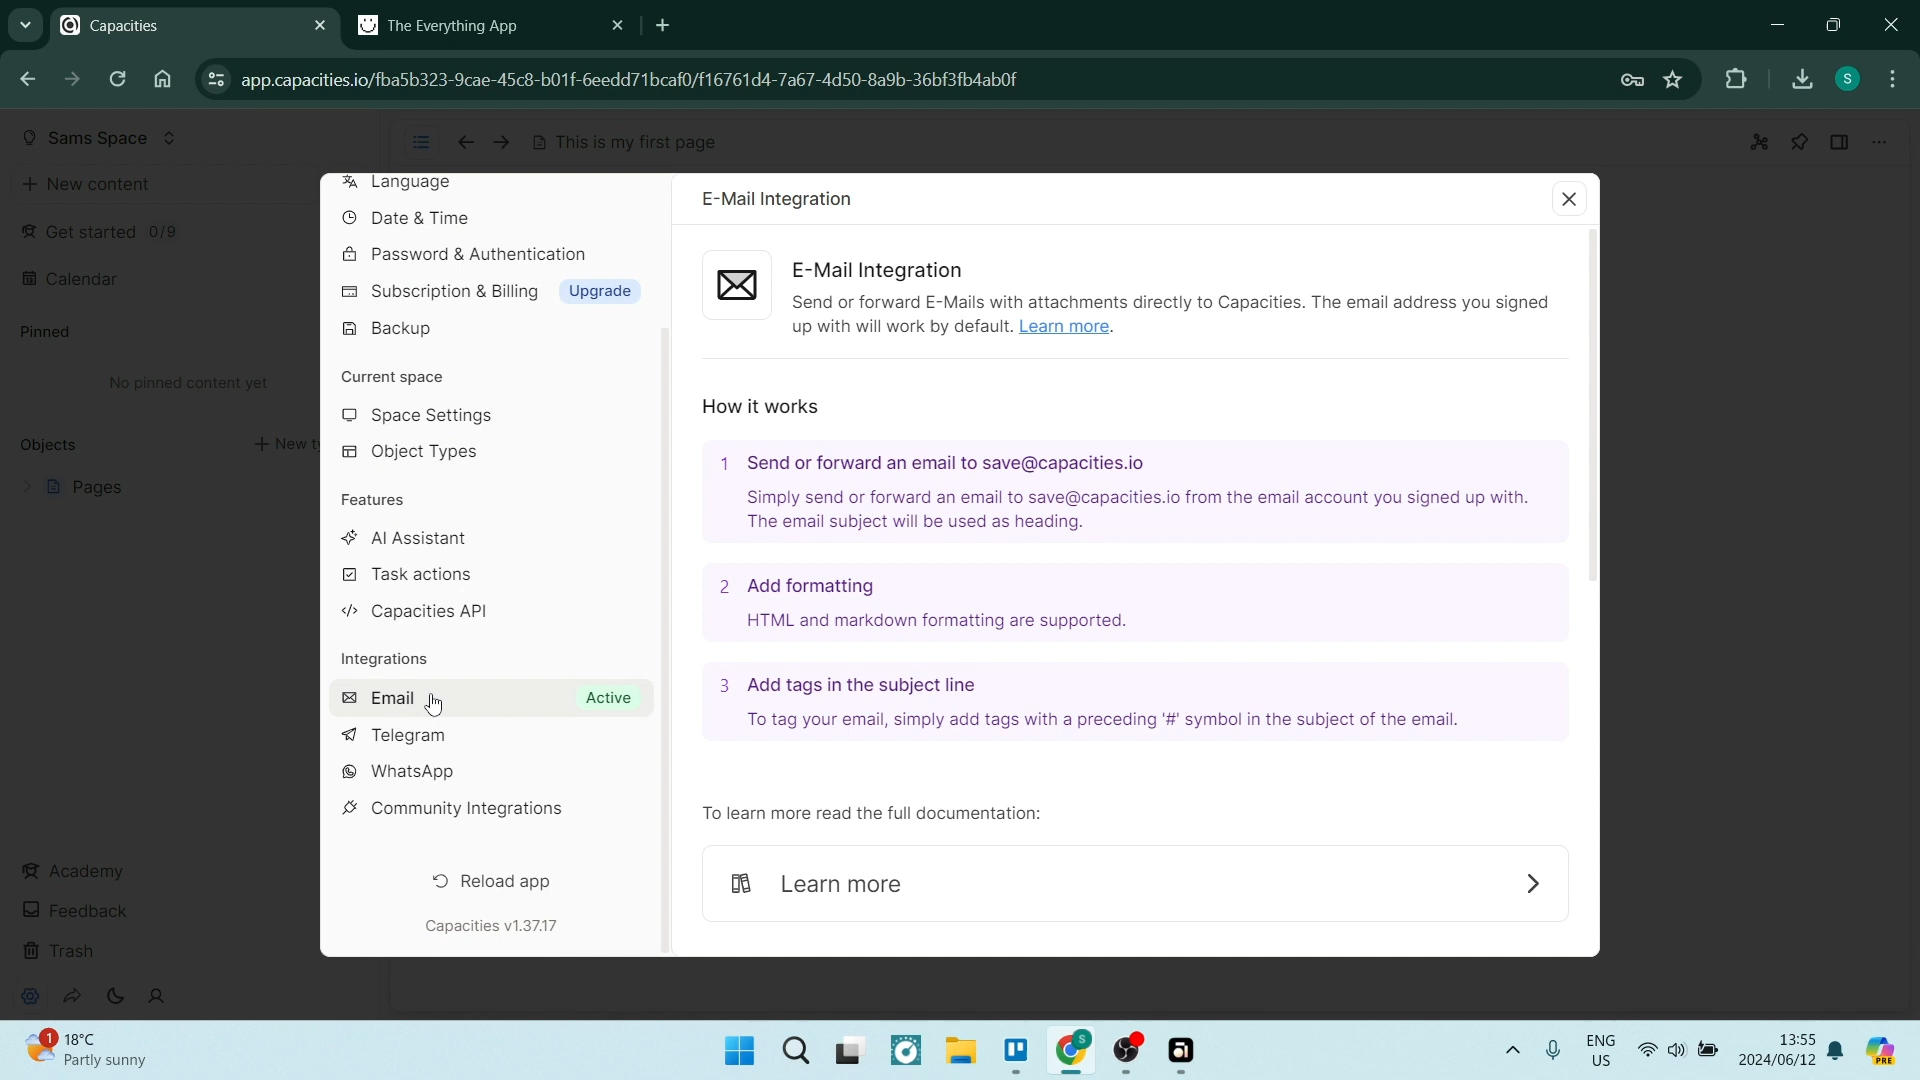 Capacities
The Everything App
app.capacities.io/fba5b323-9cae-45c8-b01f-6eedd71bcaf0/f16761d4-7a67-4d50-8a9b-36bf3fb4ab0f
S
Sams Space
This is my first page
New content
Get started 0/9
Calendar
Pinned
No pinned content yet
Objects
+ New ty
Pages
Academy
Feedback
Trash
Language
Date & Time
Password & Authentication
Subscription & Billing Upgrade
Backup
Current space
Space Settings
Object Types
Features
AI Assistant
Task actions
Capacities API
Integrations
Email Active
Telegram
WhatsApp
Community Integrations
Reload app
Capacities v1.37.17
E-Mail Integration
E-Mail Integration
Send or forward E-Mails with attachments directly to Capacities. The email address you signed
up with will work by default. Learn more.
How it works
1 Send or forward an email to save@capacities.io
Simply send or forward an email to save@capacities.io from the email account you signed up with.
The email subject will be used as heading.
2 Add formatting
HTML and markdown formatting are supported.
3 Add tags in the subject line
To tag your email, simply add tags with a preceding '#' symbol in the subject of the email.
To learn more read the full documentation:
Learn more
1
18°C
Partly sunny
S
ENG
US
13:55
2024/06/12
PRE